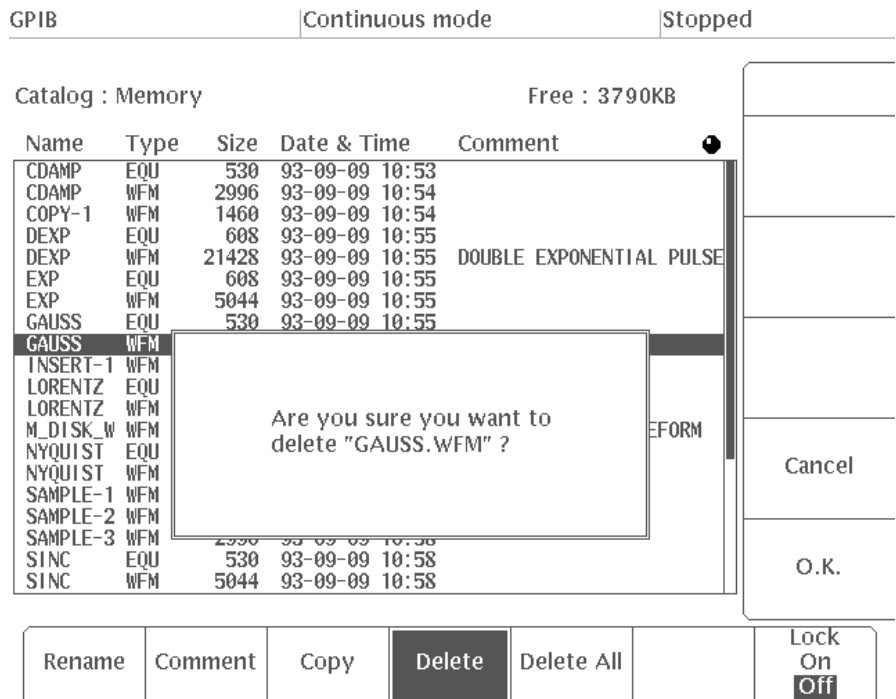 GPIB Continuous mode Stopped
Catalog : Memory Free : 3790KB
Name Type Size Date & Time Comment
CDAMP EQU 530 93-09-09 10:53
CDAMP WFM 2996 93-09-09 10:54
COPY-1 WFM 1460 93-09-09 10:54
DEXP EQU 608 93-09-09 10:55
DEXP WFM 21428 93-09-09 10:55 DOUBLE EXPONENTIAL PULSE
EXP EQU 608 93-09-09 10:55
EXP WFM 5044 93-09-09 10:55
GAUSS EQU 530 93-09-09 10:55
GAUSS WFM
INSERT-1 WFM
LORENTZ EQU
LORENTZ WFM
M_DISK_W WFM EFORM
NYQUIST EQU
NYQUIST WFM
SAMPLE-1 WFM
SAMPLE-2 WFM
SAMPLE-3 WFM
SINC EQU 530 93-09-09 10:58
SINC WFM 5044 93-09-09 10:58
Are you sure you want to
delete "GAUSS.WFM" ?
Cancel
O.K.
Rename Comment Copy Delete Delete All Lock
On
Off